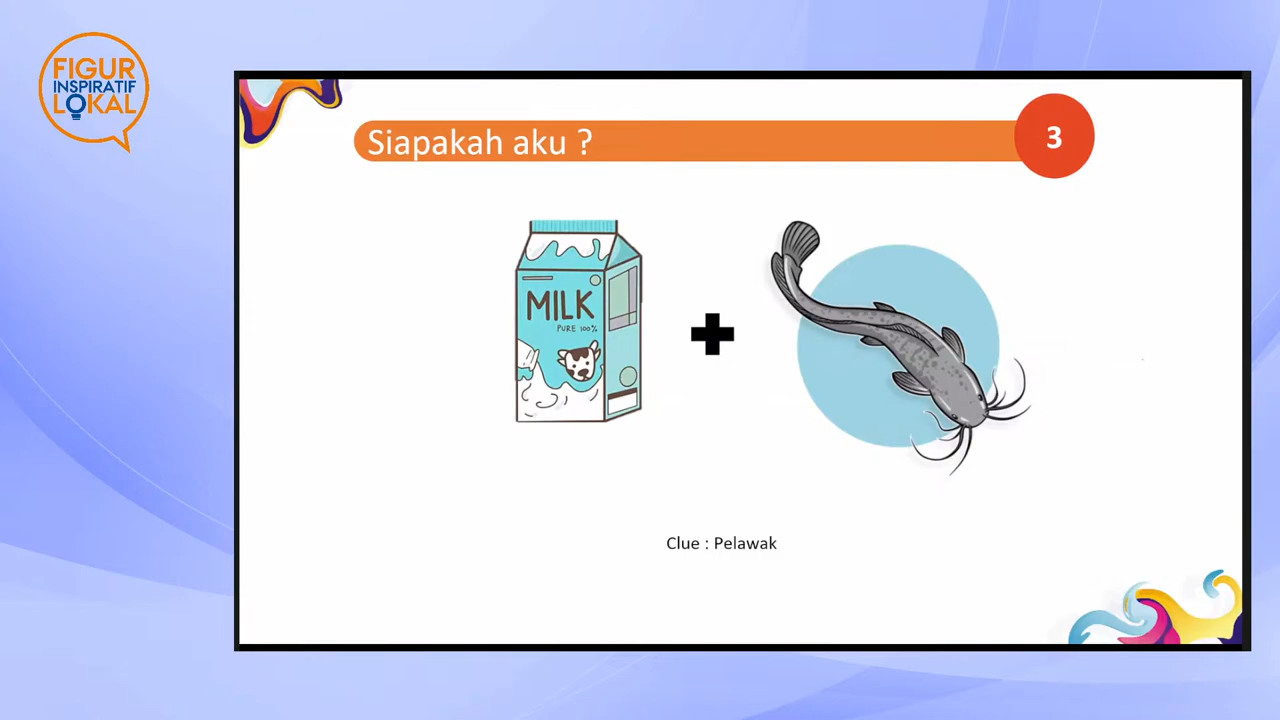 FIGUR
INSPIRATIF
LOKAL
Siapakah aku ?
3
MILK
PURE 100%
Clue : Pelawak